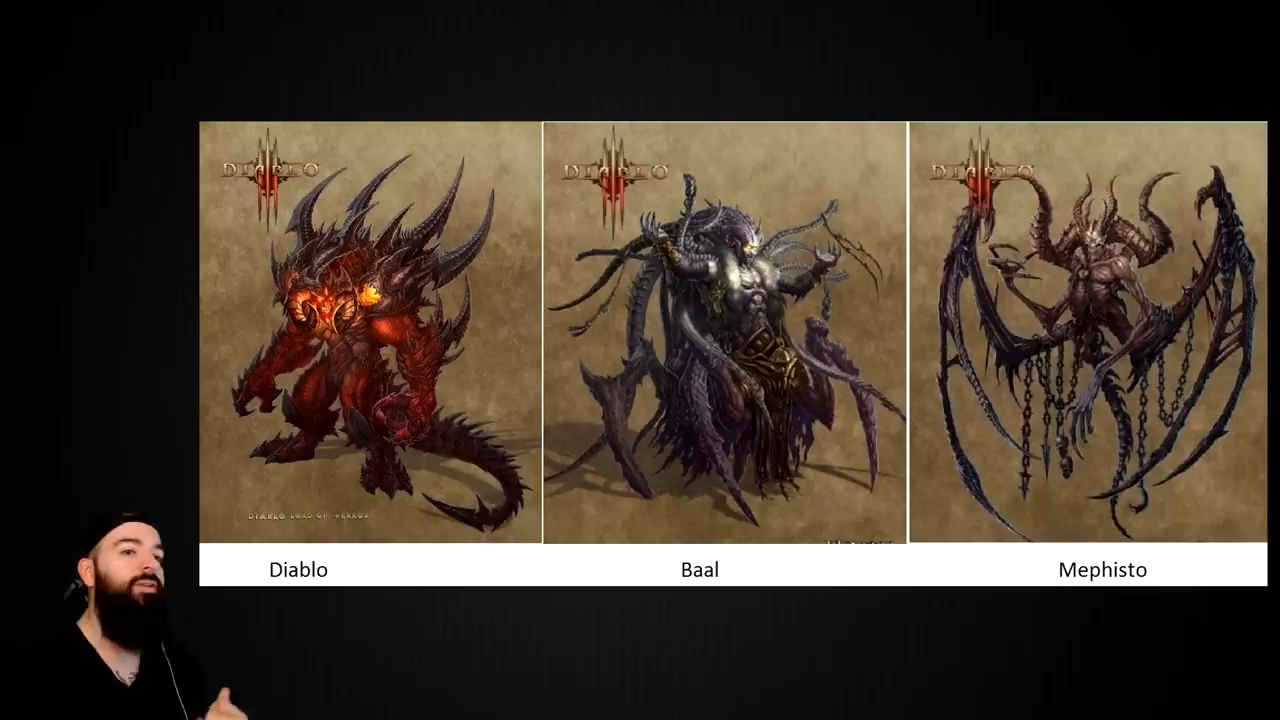 DIABLO
DIABLO
DIABLO
DIABLO LORD OF TERROR
Diablo
Baal
Mephisto